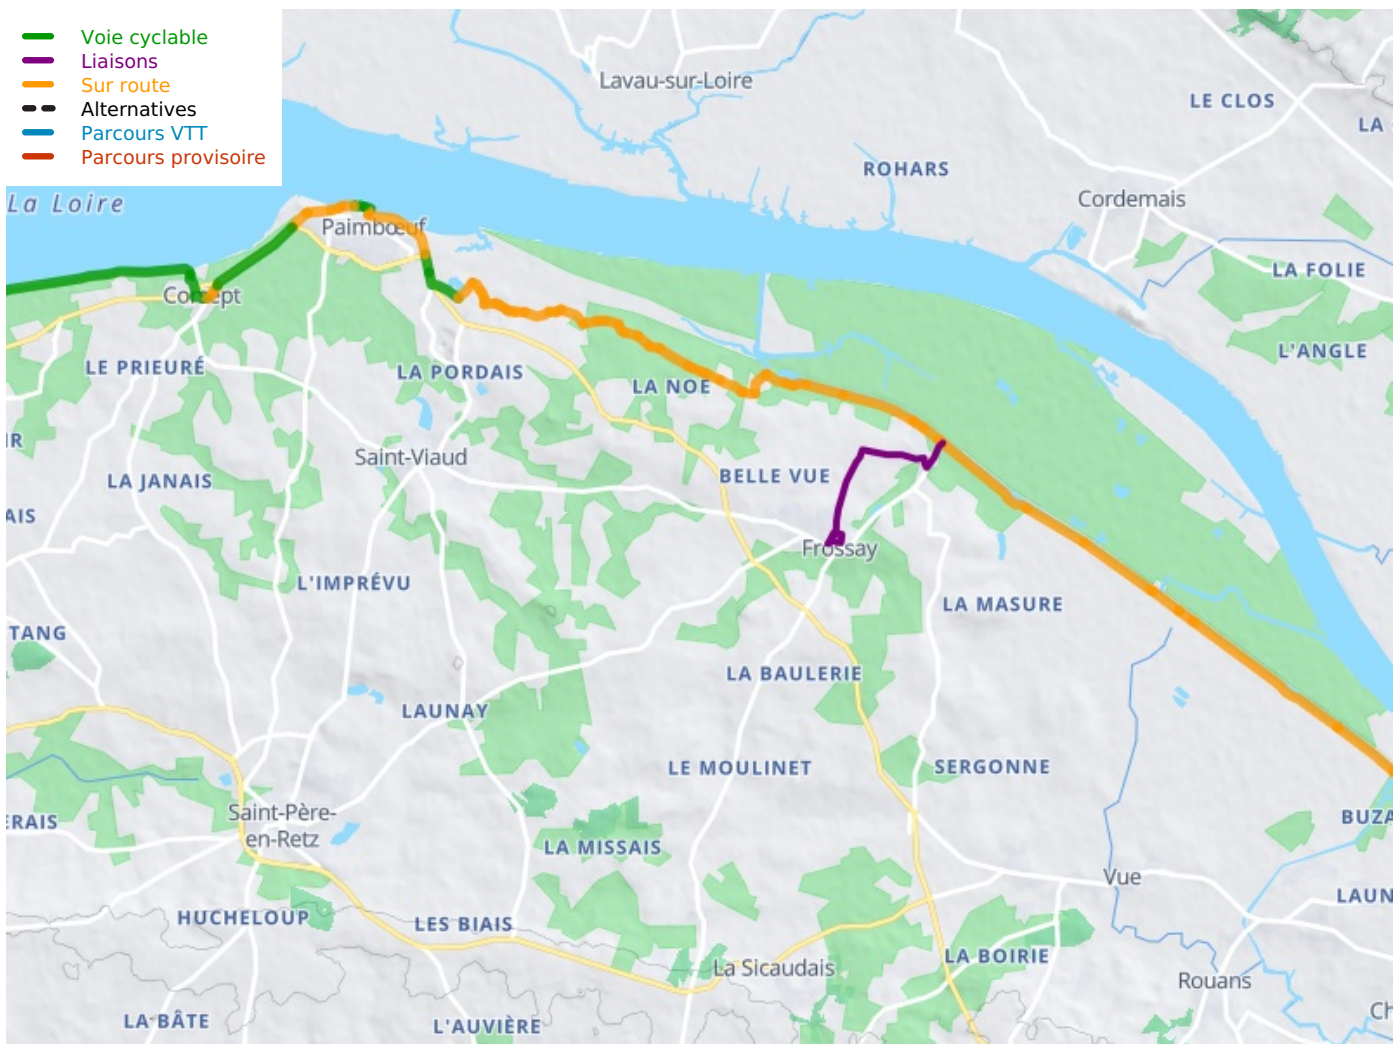 Voie cyclable
Liaisons
Sur route
Alternatives
Parcours VTT
Parcours provisoire
Lavau-sur-Loire
LE CLOS
LA
ROHARS
Cordemais
La Loire
Paimbœuf
LA FOLIE
Corsept
L'ANGLE
LE PRIEURÉ
LA PORDAIS
LA NOE
IR
Saint-Viaud
BELLE VUE
LA JANAIS
AIS
Frossay
L'IMPRÉVU
LA MASURE
TANG
LA BAULERIE
LAUNAY
LE MOULINET
SERGONNE
Saint-Père-
en-Retz
ERAIS
BUZA
LA MISSAIS
Vue
LAUN
HUCHELOUP
LES BIAIS
LA BOIRIE
La Sicaudais
Rouans
Ch
LA BÂTE
L'AUVIÈRE